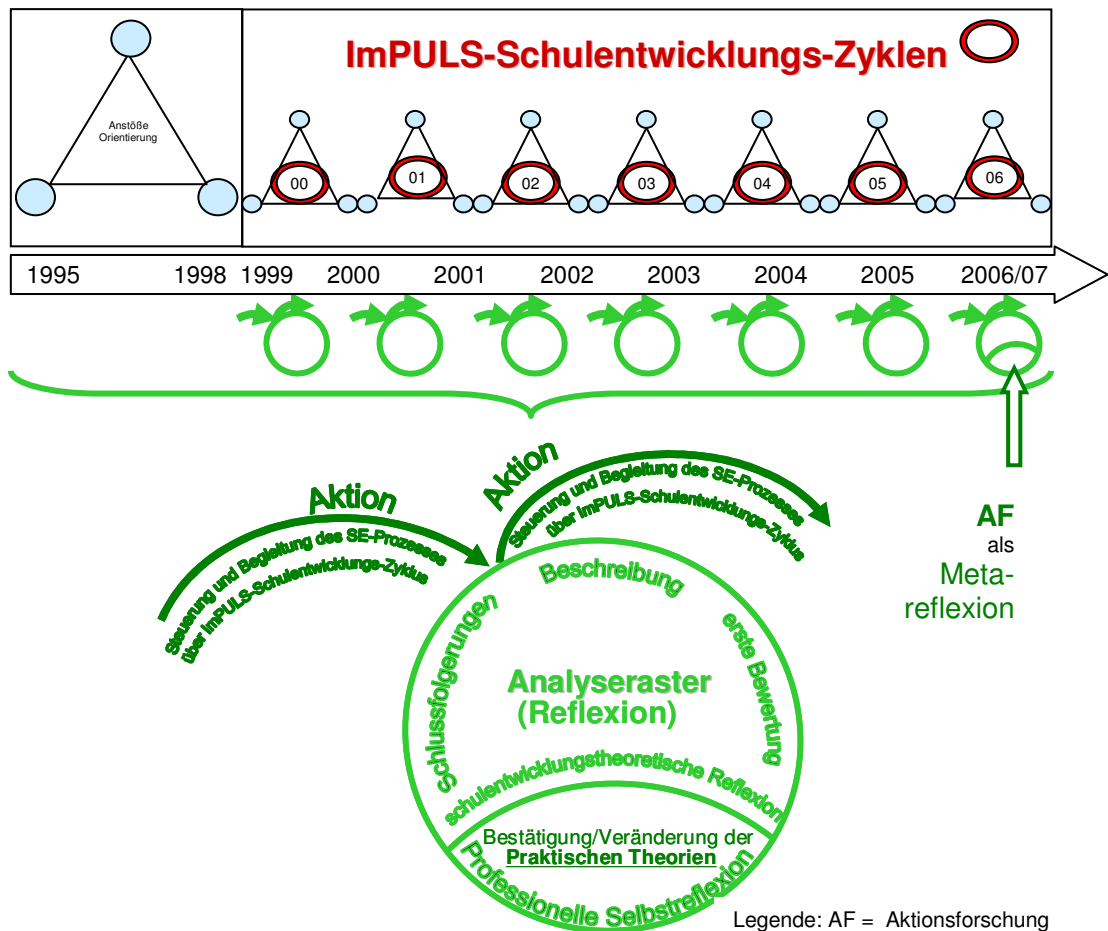 ImPULS-Schulentwicklungs-Zyklen
Anstöße
Orientierung
00
01
02
03
04
05
06
1995
1998
1999
2000
2001
2002
2003
2004
2005
2006/07
Aktion
Steuerung und Begleitung des SE-Prozesses
über ImPULS-Schulentwicklungs-Zyklus
Aktion
Steuerung und Begleitung des SE-Prozesses
über ImPULS-Schulentwicklungs-Zyklus
AF
als
Meta-
reflexion
Beschreibung
erste Bewertung
Schlussfolgerungen
Analyseraster
(Reflexion)
schulentwicklungstheoretische Reflexion
Bestätigung/Veränderung der
Praktischen Theorien
Professionelle Selbstreflexion
Legende: AF = Aktionsforschung